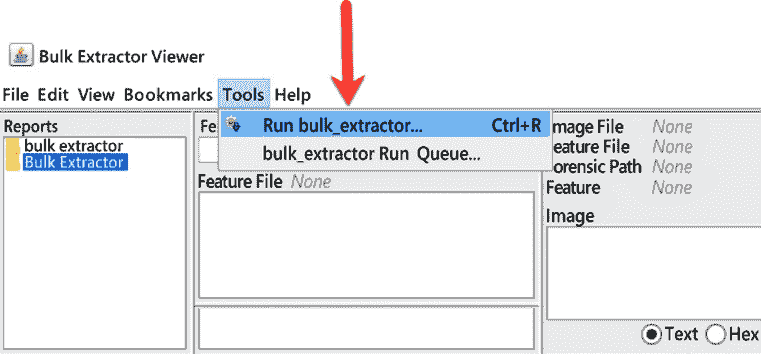 Bulk Extractor Viewer
File Edit View Bookmarks Tools Help
Run bulk_extractor... Ctrl+R
bulk_extractor Run Queue...
Reports
bulk extractor
Bulk Extractor
Fe
Feature File None
mage File None
eature File None
orensic Path None
Feature None
Image
Text Hex